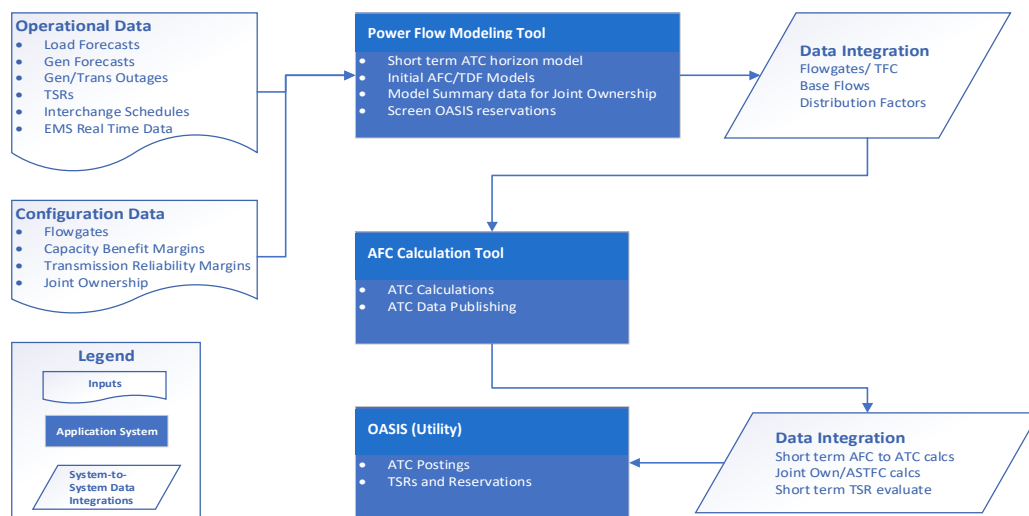 Operational Data
• Load Forecasts
• Gen Forecasts
• Gen/Trans Outages
• TSRs
• Interchange Schedules
• EMS Real Time Data
Configuration Data
• Flowgates
• Capacity Benefit Margins
• Transmission Reliability Margins
• Joint Ownership
Legend
Inputs
Application System
System-to-
System Data
Integrations
Power Flow Modeling Tool
• Short term ATC horizon model
• Initial AFC/TDF Models
• Model Summary data for Joint Ownership
• Screen OASIS reservations
Data Integration
Flowgates/ TFC
Base Flows
Distribution Factors
AFC Calculation Tool
• ATC Calculations
• ATC Data Publishing
OASIS (Utility)
• ATC Postings
• TSRs and Reservations
Data Integration
Short term AFC to ATC calcs
Joint Own/ASTFC calcs
Short term TSR evaluate